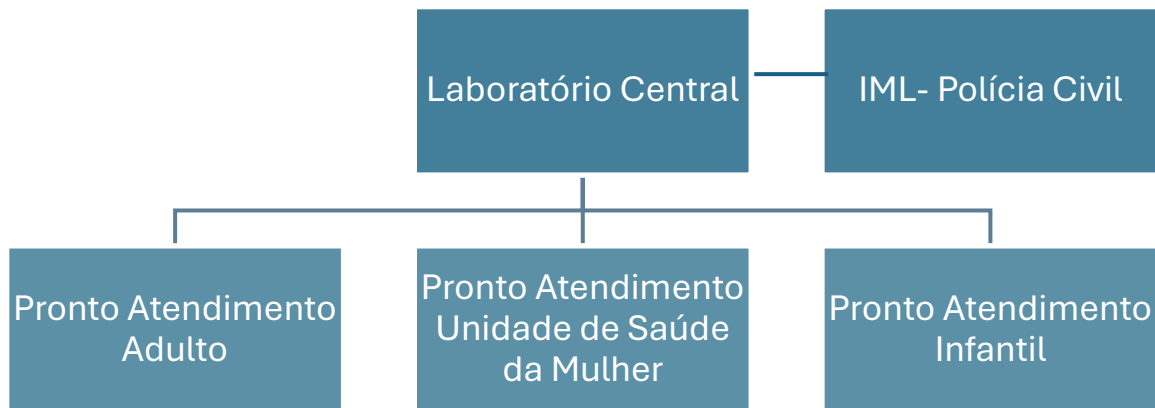 Laboratório Central
IML- Polícia Civil
Pronto Atendimento
Adulto
Pronto Atendimento
Unidade de Saúde
da Mulher
Pronto Atendimento
Infantil